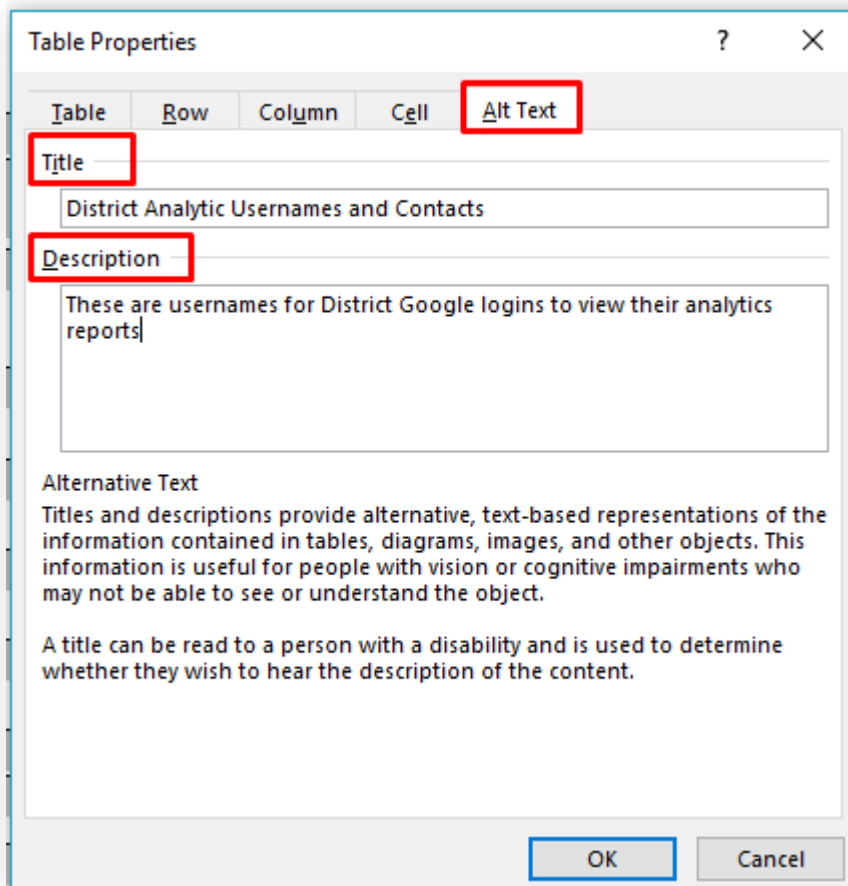 Table Properties ? ×
Table Row Column Cell Alt Text
Title
District Analytic Usernames and Contacts
Description
These are usernames for District Google logins to view their analytics
reports
Alternative Text
Titles and descriptions provide alternative, text-based representations of the
information contained in tables, diagrams, images, and other objects. This
information is useful for people with vision or cognitive impairments who
may not be able to see or understand the object.
A title can be read to a person with a disability and is used to determine
whether they wish to hear the description of the content.
OK Cancel